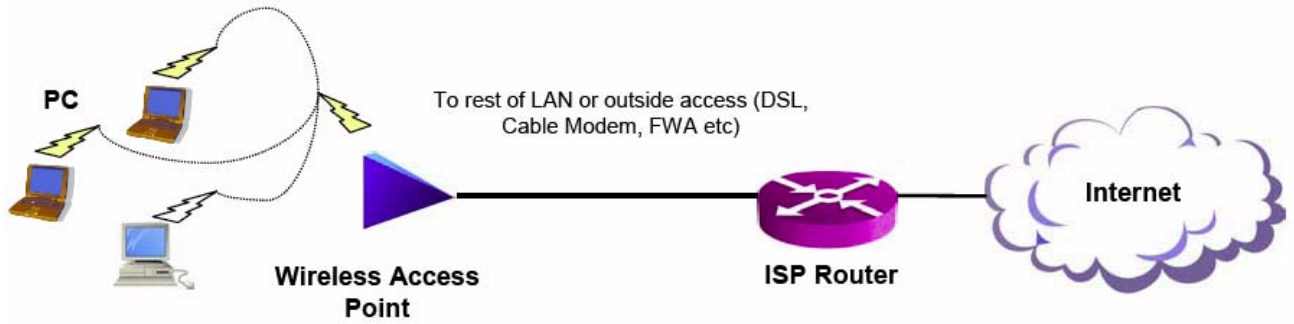 PC
To rest of LAN or outside access (DSL,
Cable Modem, FWA etc)
Internet
Wireless Access
Point
ISP Router